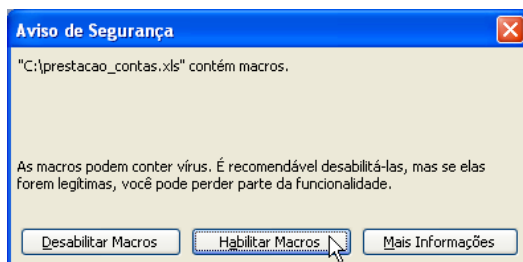 Aviso de Segurança
"C:\prestacao_contas.xls" contém macros.
As macros podem conter vírus. É recomendável desabilitá-las, mas se elas
forem legítimas, você pode perder parte da funcionalidade.
Desabilitar Macros Habilitar Macros Mais Informações